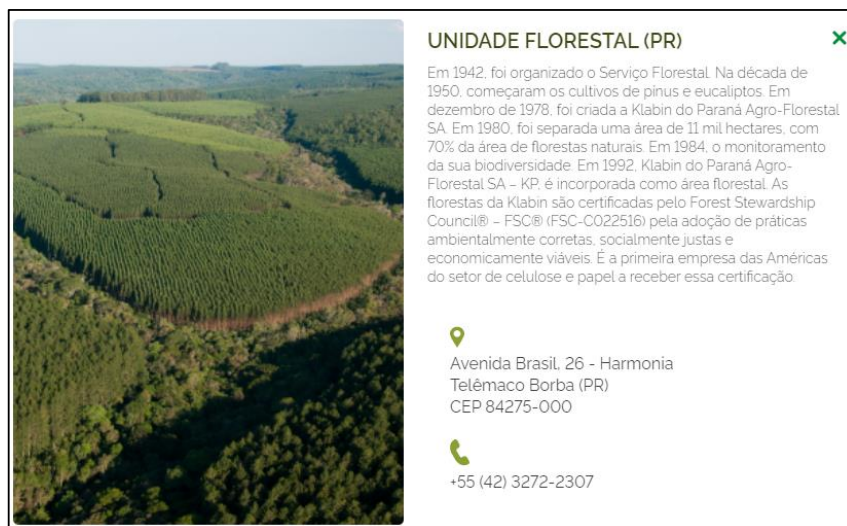 UNIDADE FLORESTAL (PR)
Em 1942, foi organizado o Serviço Florestal. Na década de
1950, começaram os cultivos de pinus e eucaliptos. Em
dezembro de 1978, foi criada a Klabin do Paraná Agro-Florestal
SA. Em 1980, foi separada uma área de 11 mil hectares, com
70% da área de florestas naturais. Em 1984, o monitoramento
da sua biodiversidade. Em 1992, Klabin do Paraná Agro-
Florestal SA – KP, é incorporada como área florestal. As
florestas da Klabin são certificadas pelo Forest Stewardship
Council® – FSC® (FSC-C022516) pela adoção de práticas
ambientalmente corretas, socialmente justas e
economicamente viáveis. É a primeira empresa das Américas
do setor de celulose e papel a receber essa certificação.
Avenida Brasil, 26 - Harmonia
Telêmaco Borba (PR)
CEP 84275-000
+55 (42) 3272-2307